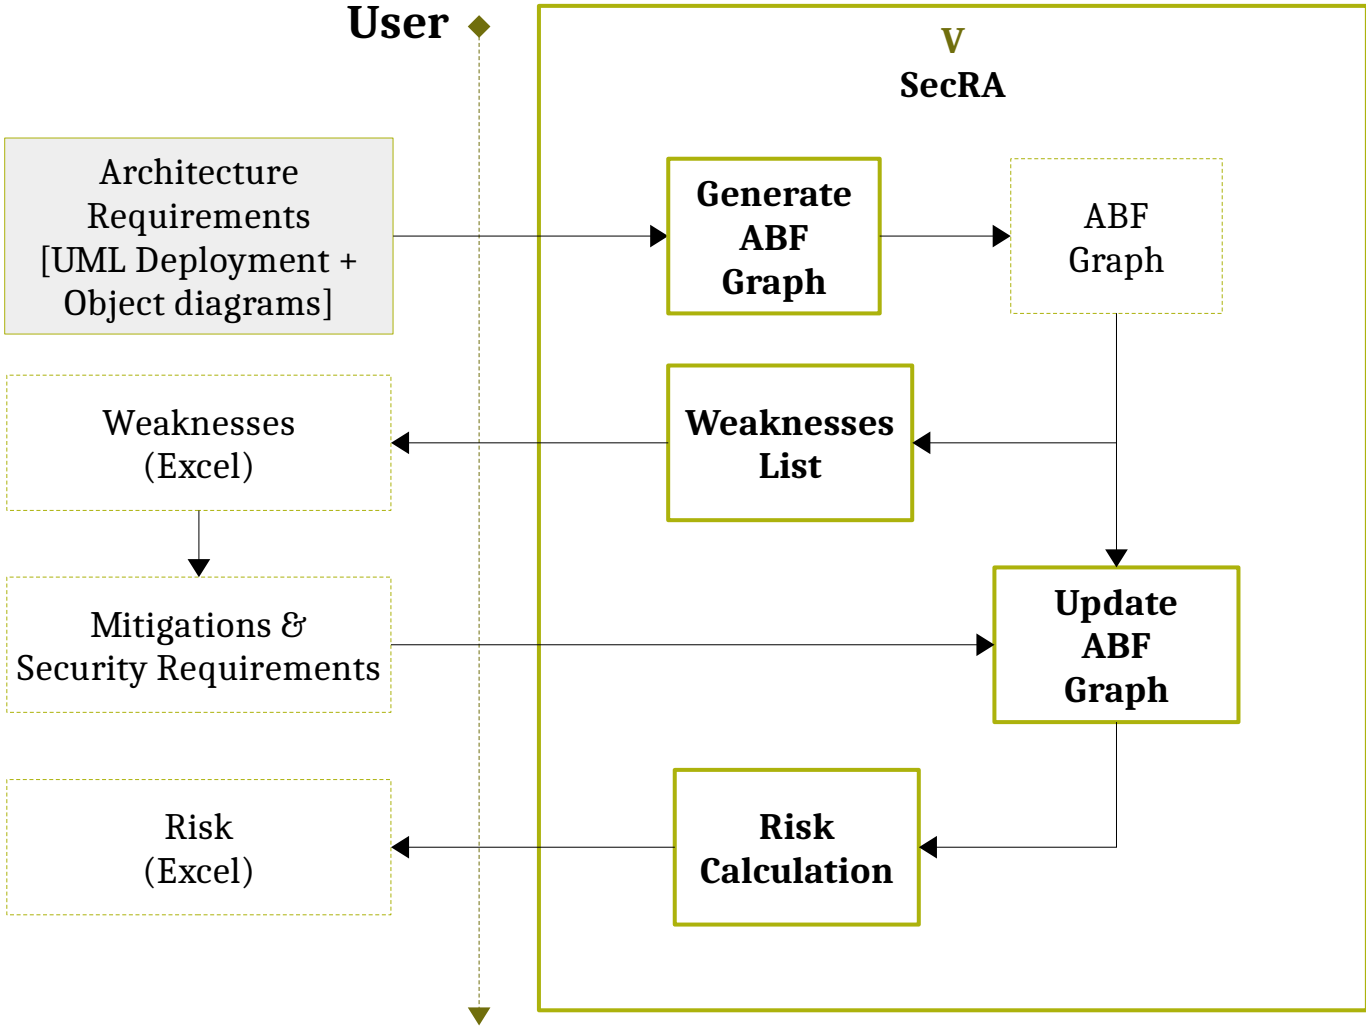 User
V
SecRA
Architecture
Requirements
[UML Deployment +
Object diagrams]
Generate
ABF
Graph
ABF
Graph
Weaknesses
(Excel)
Weaknesses
List
Mitigations &
Security Requirements
Update
ABF
Graph
Risk
(Excel)
Risk
Calculation